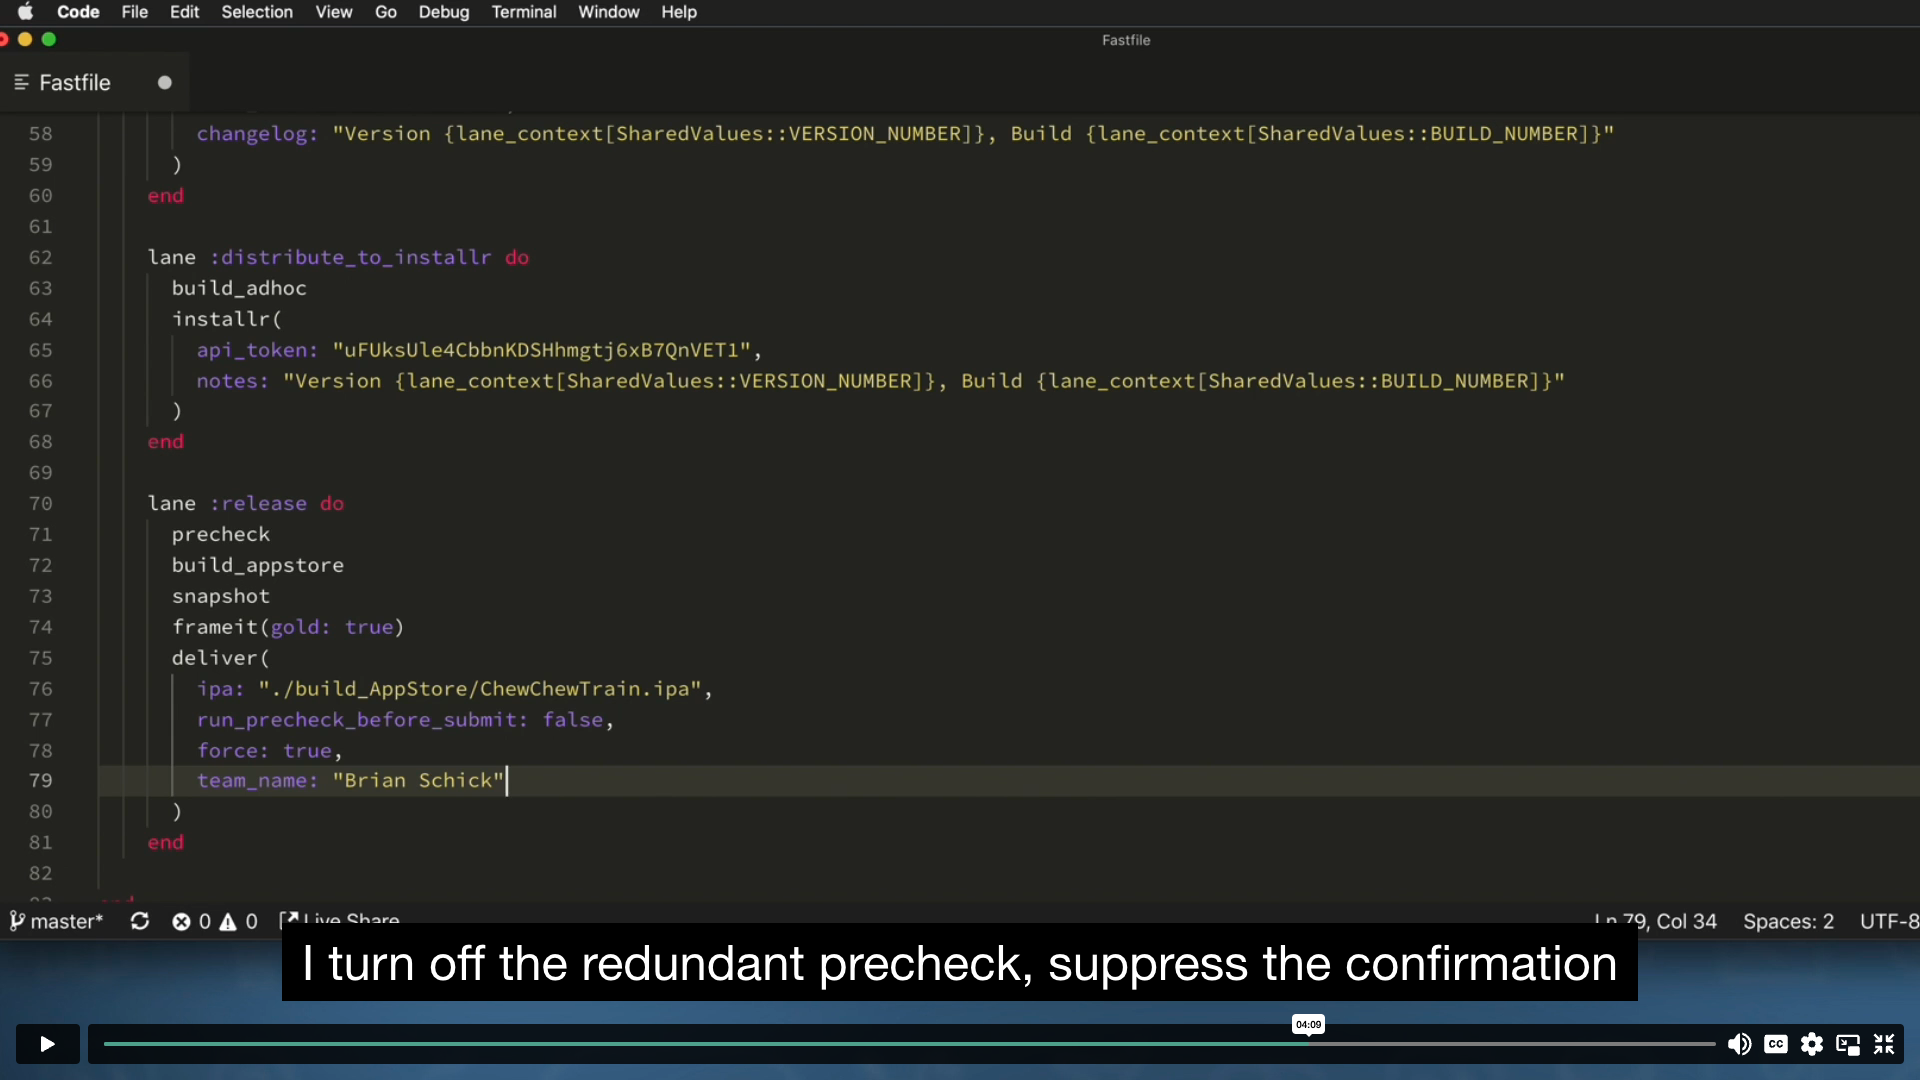 Code File Edit Selection View Go Debug Terminal Window Help
Fastfile
Fastfile
58 changelog: "Version {lane_context[SharedValues::VERSION_NUMBER]}, Build {lane_context[SharedValues::BUILD_NUMBER]}"
59 )
60 end
61
62 lane :distribute_to_installr do
63 build_adhoc
64 installr(
65 api_token: "uFUksUle4CbbnKDSHhmgtj6xB7QnVET1",
66 notes: "Version {lane_context[SharedValues::VERSION_NUMBER]}, Build {lane_context[SharedValues::BUILD_NUMBER]}"
67 )
68 end
69
70 lane :release do
71 precheck
72 build_appstore
73 snapshot
74 frameit(gold: true)
75 deliver(
76 ipa: "./build_AppStore/ChewChewTrain.ipa",
77 run_precheck_before_submit: false,
78 force: true,
79 team_name: "Brian Schick"
80 )
81 end
82
master* 0 0 Live Share Ln 79, Col 34 Spaces: 2 UTF-8
I turn off the redundant precheck, suppress the confirmation
04:09
CC